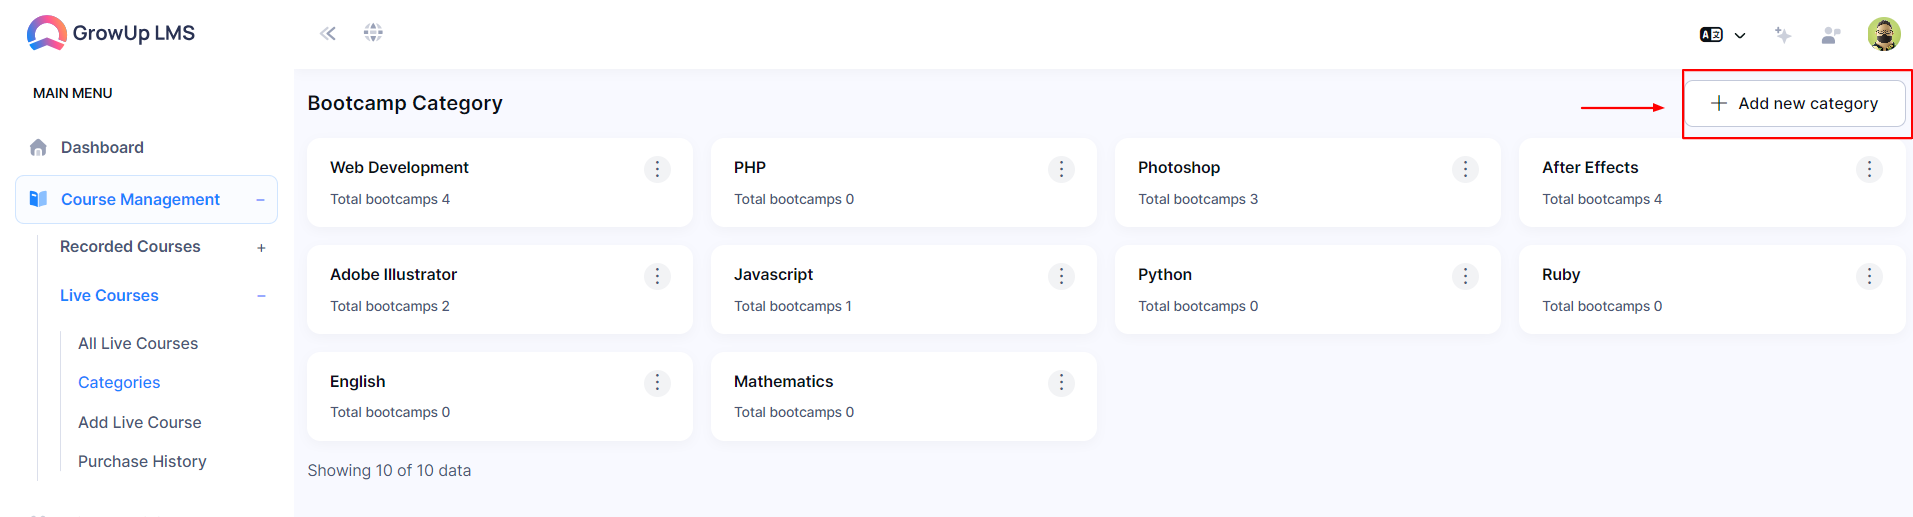 GrowUp LMS
MAIN MENU
Dashboard
Course Management
Recorded Courses
Live Courses
All Live Courses
Categories
Add Live Course
Purchase History
Bootcamp Category
Add new category
Web Development
Total bootcamps 4
PHP
Total bootcamps 0
Photoshop
Total bootcamps 3
After Effects
Total bootcamps 4
Adobe Illustrator
Total bootcamps 2
Javascript
Total bootcamps 1
Python
Total bootcamps 0
Ruby
Total bootcamps 0
English
Total bootcamps 0
Mathematics
Total bootcamps 0
Showing 10 of 10 data